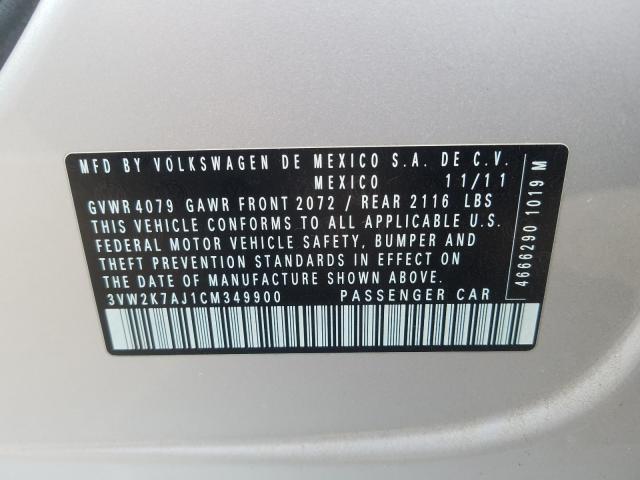 MFD BY VOLKSWAGEN DE MEXICO S.A. DE C.V.
MEXICO 11/11
GVWR 4079 GAWR FRONT 2072 / REAR 2116 LBS
THIS VEHICLE CONFORMS TO ALL APPLICABLE U.S.
FEDERAL MOTOR VEHICLE SAFETY, BUMPER AND
THEFT PREVENTION STANDARDS IN EFFECT ON
THE DATE OF MANUFACTURE SHOWN ABOVE.
3VW2K7AJ1CM349900 PASSENGER CAR
4666290 1019 M